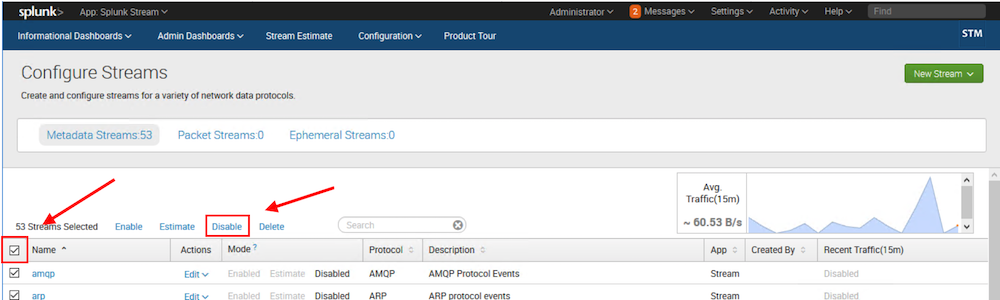 splunk> App: Splunk Stream Administrator 2 Messages Settings Activity Help Find
Informational Dashboards Admin Dashboards Stream Estimate Configuration Product Tour STM
Configure Streams
New Stream
Create and configure streams for a variety of network data protocols.
Metadata Streams:53 Packet Streams:0 Ephemeral Streams:0
Avg.
Traffic(15m)
~ 60.53 B/s
53 Streams Selected Enable Estimate Disable Delete Search
Name Actions Mode ? Protocol Description App Created By Recent Traffic(15m)
amqp Edit Enabled Estimate Disabled AMQP AMQP Protocol Events Stream Disabled
arp Edit Enabled Estimate Disabled ARP ARP protocol events Stream Disabled